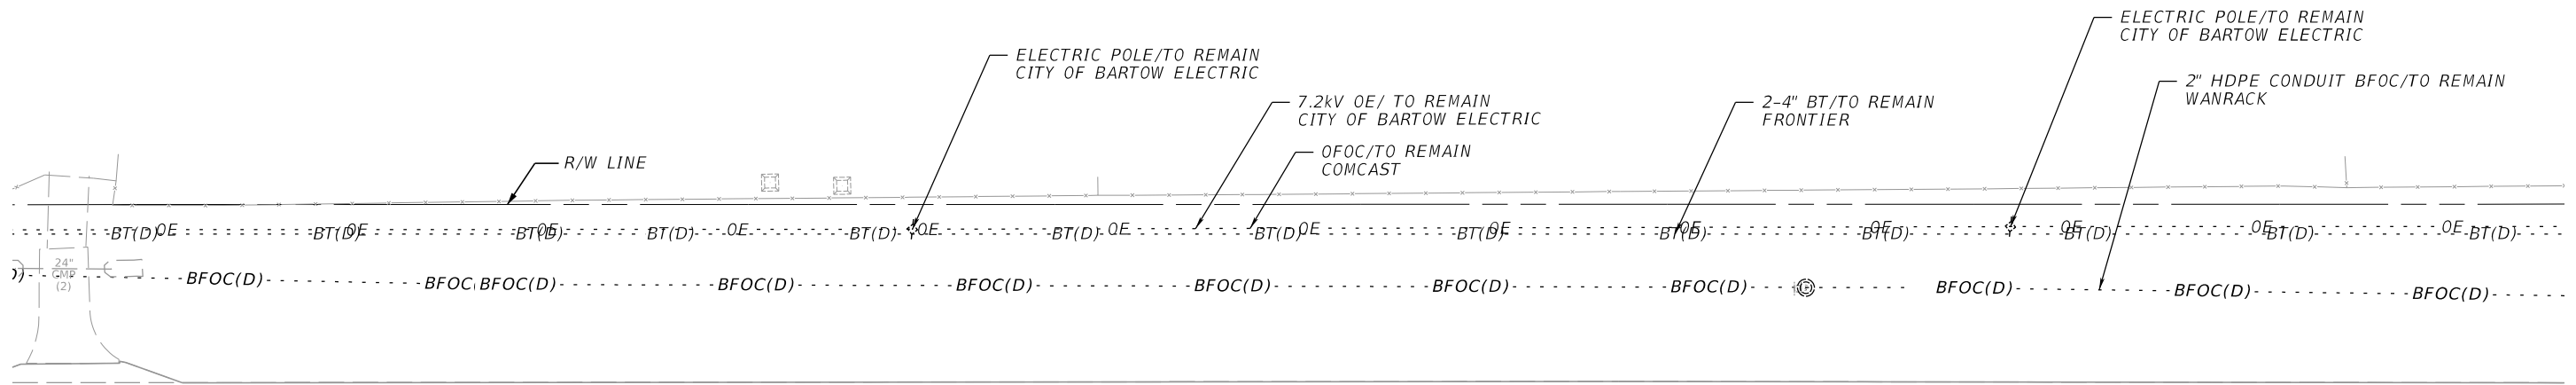 ELECTRIC POLE/TO REMAIN
CITY OF BARTOW ELECTRIC
ELECTRIC POLE/TO REMAIN
CITY OF BARTOW ELECTRIC
2" HDPE CONDUIT BFOC/TO REMAIN
WANRACK
7.2kV OE/ TO REMAIN
CITY OF BARTOW ELECTRIC
2-4" BT/TO REMAIN
FRONTIER
OFOC/TO REMAIN
COMCAST
R/W LINE
OE OE OE OE OE OE OE OE OE OE OE OE OE
BT(D) BT(D) BT(D) BT(D) BT(D) BT(D) BT(D) BT(D) BT(D) BT(D) BT(D) BT(D) BT(D)
24"
CMP
(2)
D) BFOC(D) BFOC( BFOC(D) BFOC(D) BFOC(D) BFOC(D) BFOC(D) BFOC(D) BFOC(D) BFOC(D) BFOC(D)